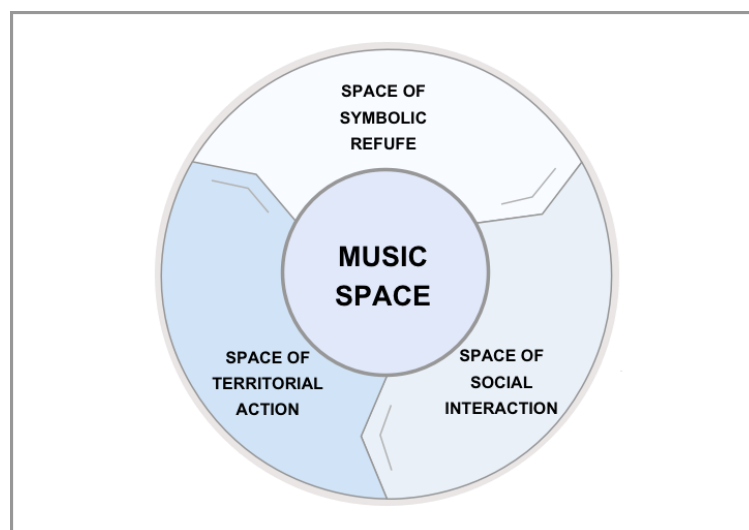 SPACE OF
SYMBOLIC
REFUFE
MUSIC
SPACE
SPACE OF
TERRITORIAL
ACTION
SPACE OF
SOCIAL
INTERACTION